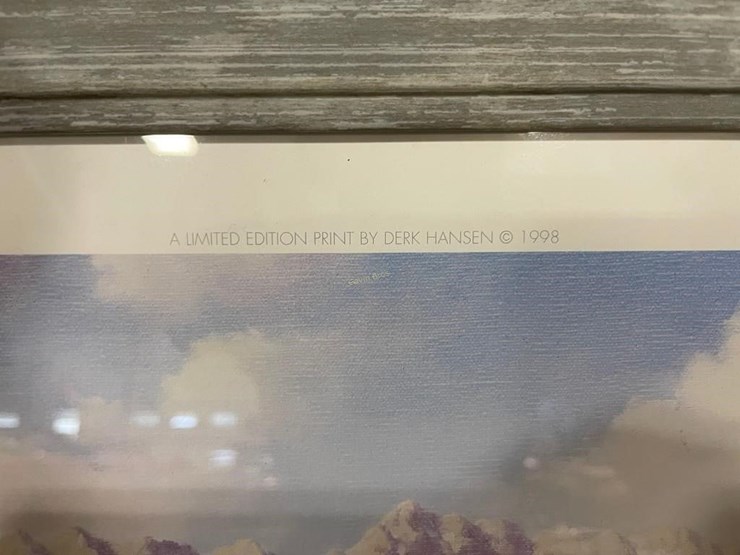 A LIMITED EDITION PRINT BY DERK HANSEN © 1998